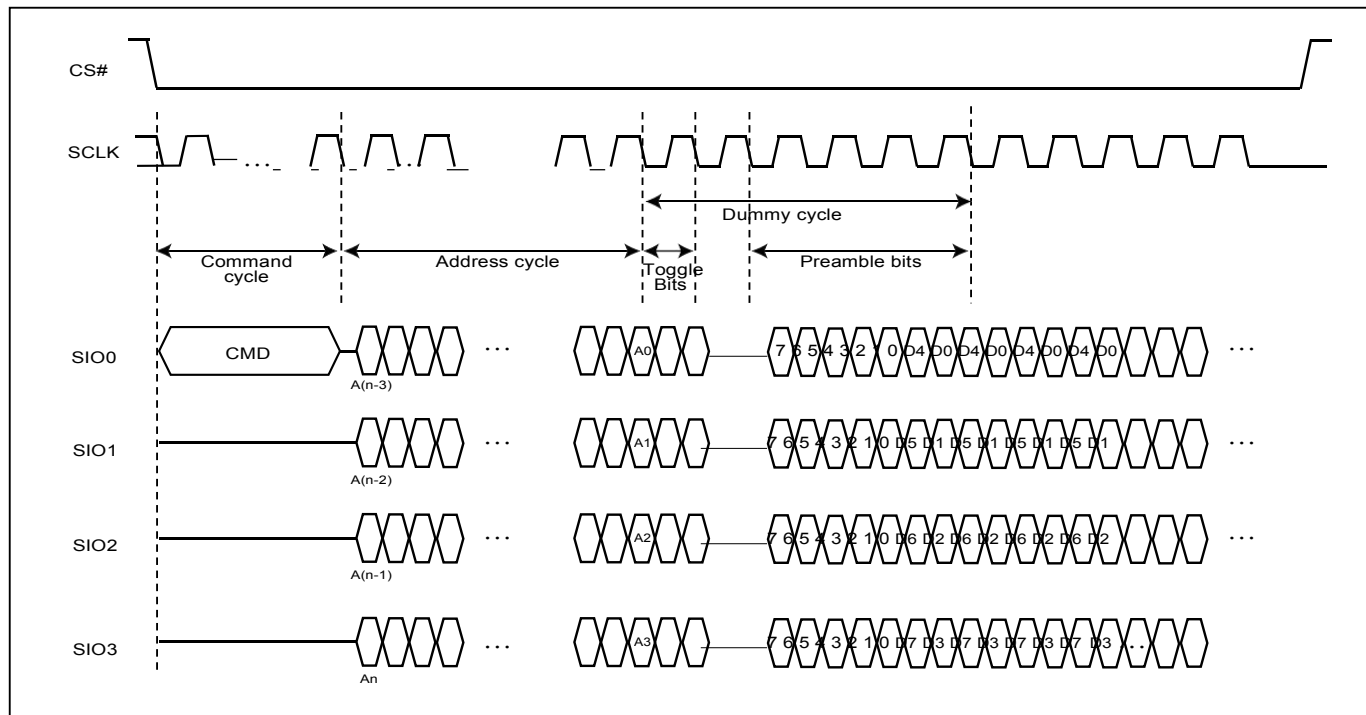 CS#
SCLK
...
...
Dummy cycle
Command
cycle
Address cycle
Toggle
Bits
Preamble bits
SIO0
CMD
...
A0
7 6 5 4 3 2 1 0 D4 D0 D4 D0 D4 D0 D4 D0
...
A(n-3)
SIO1
...
A1
7 6 5 4 3 2 1 0 D5 D1 D5 D1 D5 D1 D5 D1
...
A(n-2)
SIO2
...
A2
7 6 5 4 3 2 1 0 D6 D2 D6 D2 D6 D2 D6 D2
...
A(n-1)
SIO3
...
A3
7 6 5 4 3 2 1 0 D7 D3 D7 D3 D7 D3 D7 D3 ..
...
An